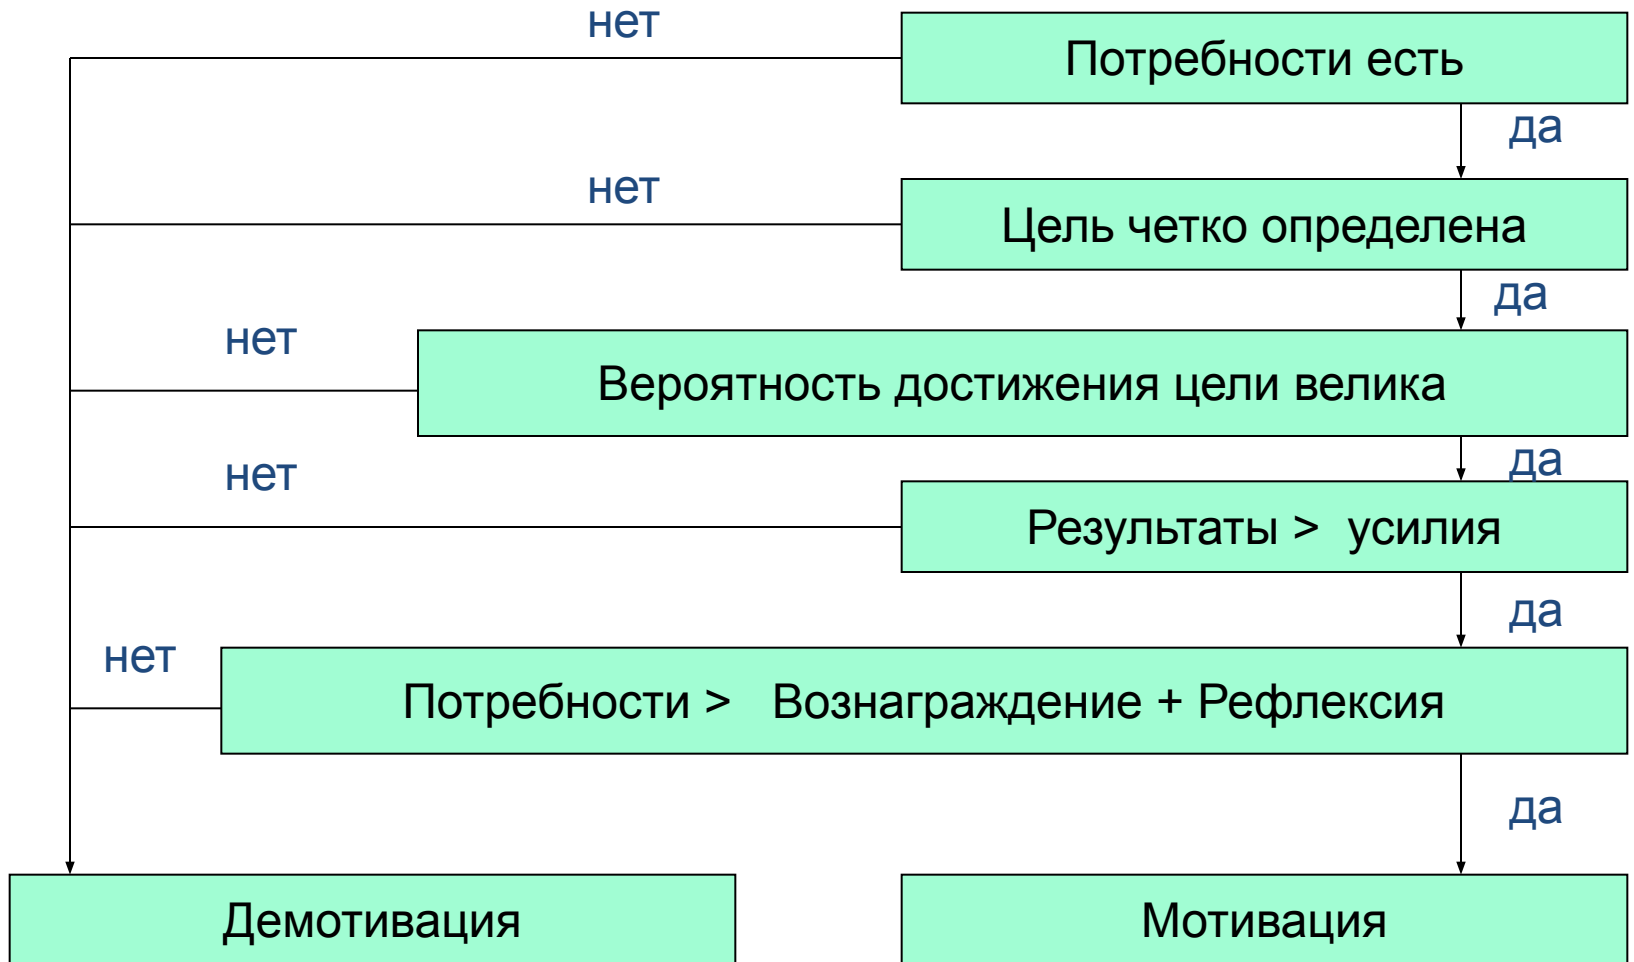 нет
Потребности есть
да
нет
Цель четко определена
да
нет
Вероятность достижения цели велика
да
нет
Результаты > усилия
да
нет
Потребности > Вознаграждение + Рефлексия
да
Демотивация
Мотивация